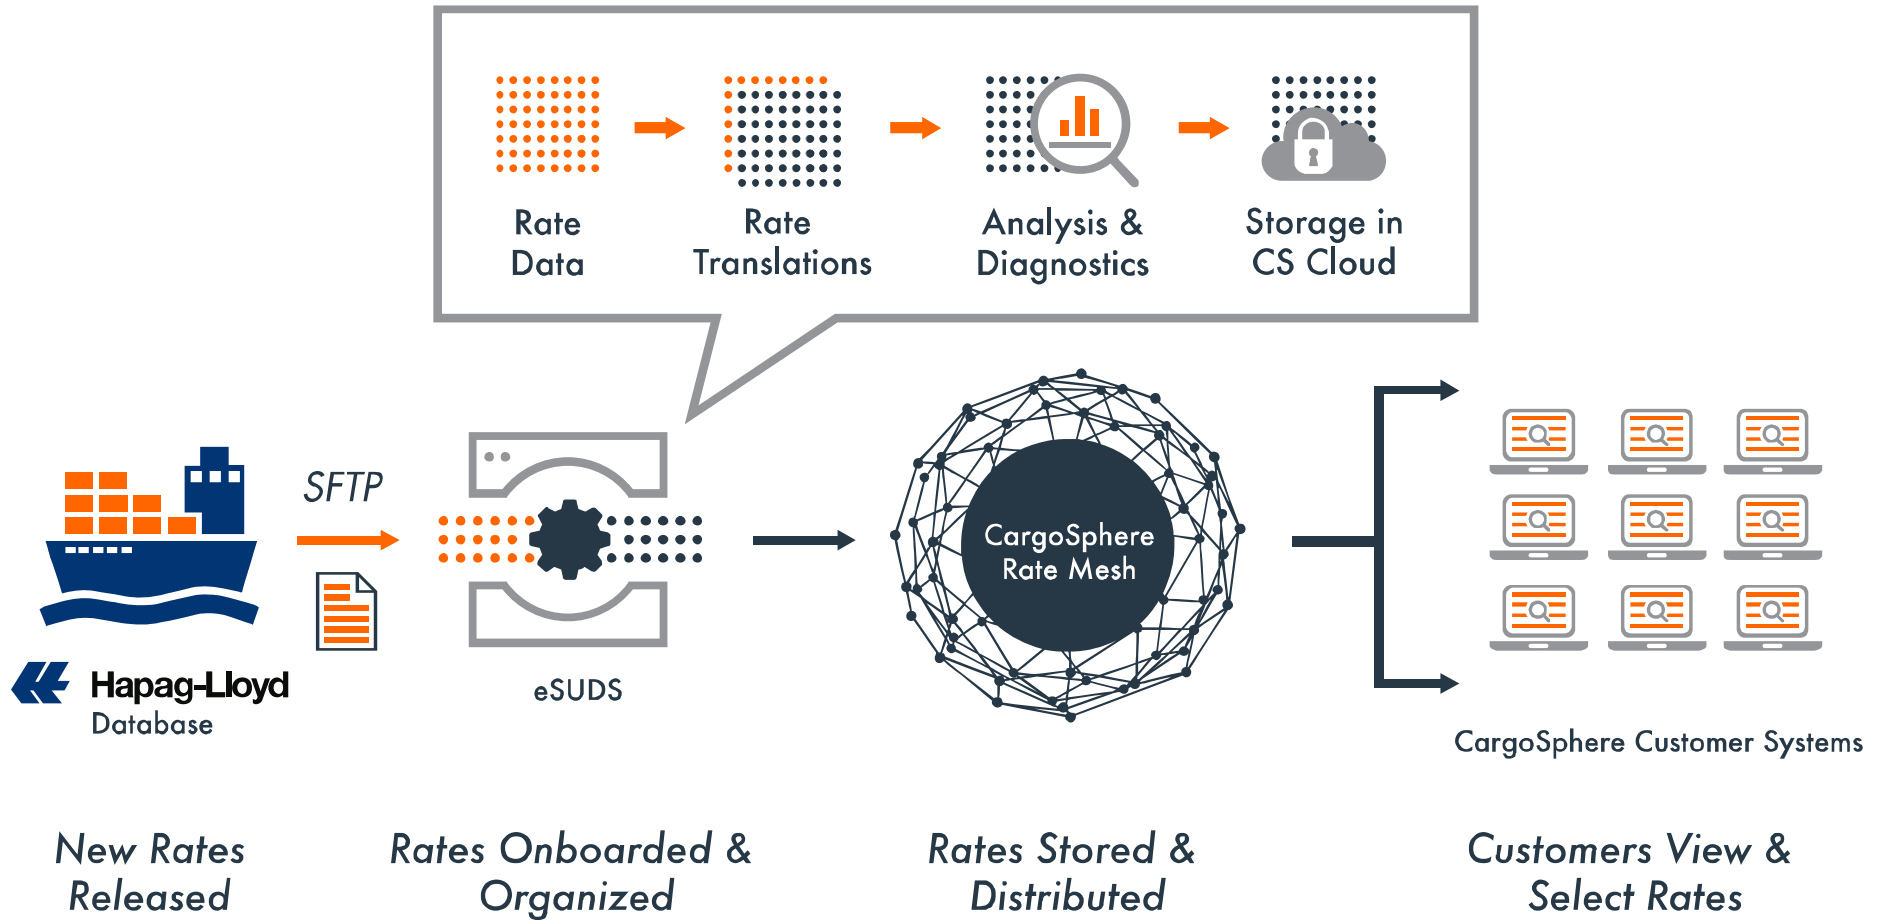 Rate
Data
Rate
Translations
Analysis &
Diagnostics
Storage in
CS Cloud
SFTP
Hapag-Lloyd
Database
eSUDS
CargoSphere
Rate Mesh
CargoSphere Customer Systems
New Rates
Released
Rates Onboarded &
Organized
Rates Stored &
Distributed
Customers View &
Select Rates